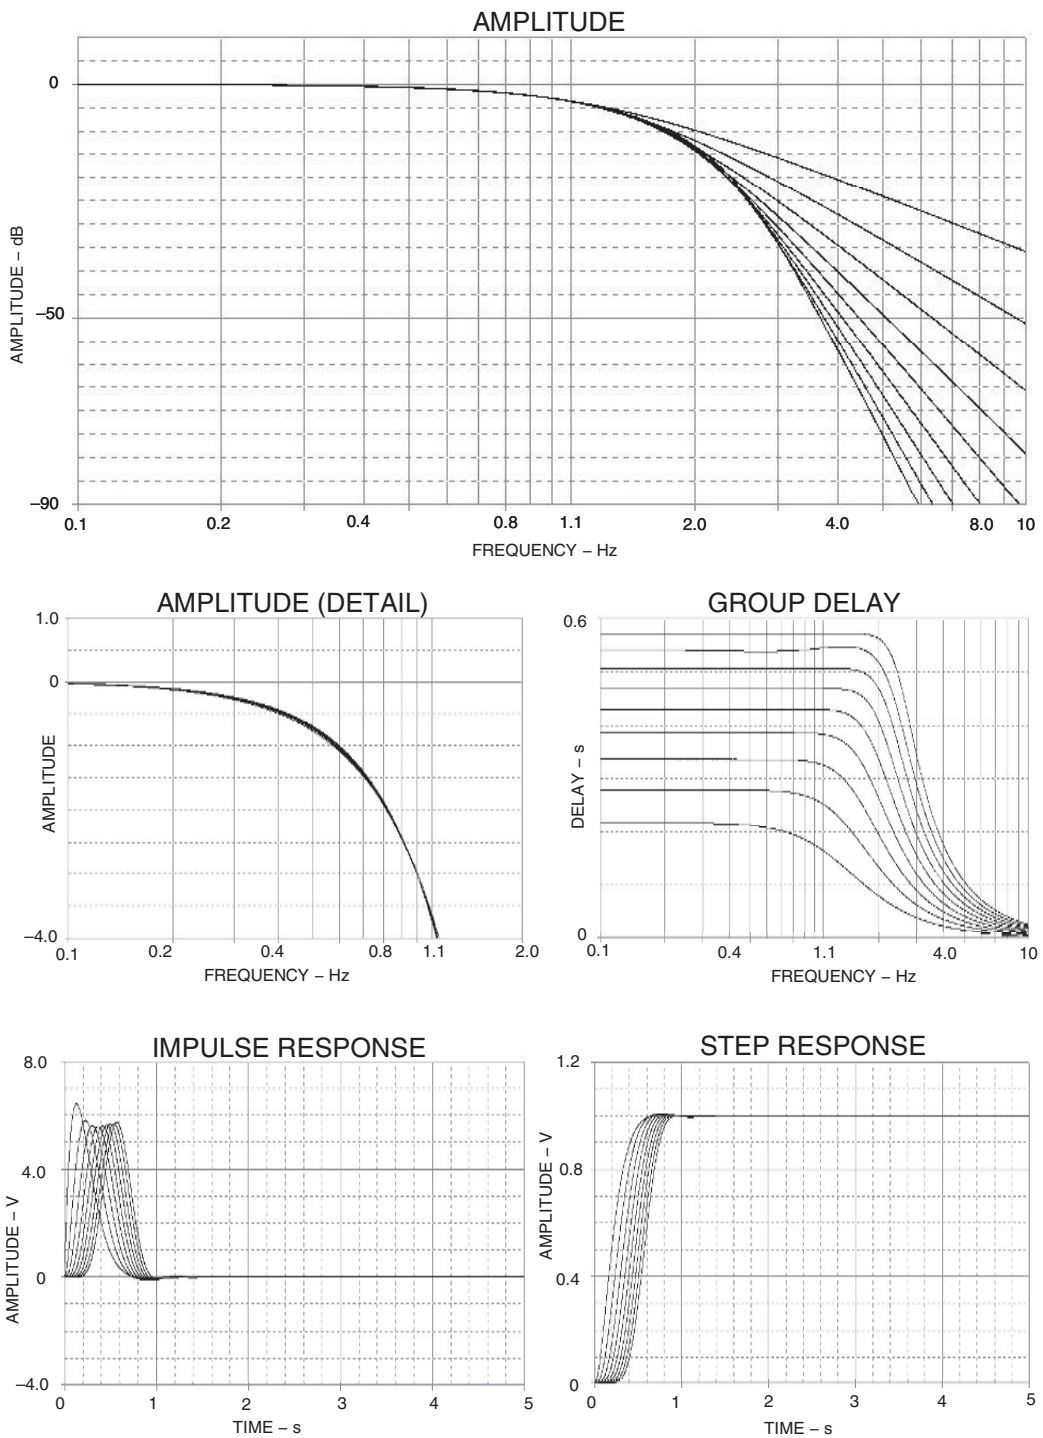 AMPLITUDE
0
–50
–90
AMPLITUDE – dB
0.1 0.2 0.4 0.8 1.1 2.0 4.0 8.0 10
FREQUENCY – Hz
AMPLITUDE (DETAIL)
1.0
0
–4.0
AMPLITUDE
0.1 0.2 0.4 0.8 1.1 2.0
FREQUENCY – Hz
GROUP DELAY
0.6
0
DELAY – s
0.1 0.4 1.1 4.0 10
FREQUENCY – Hz
IMPULSE RESPONSE
8.0
4.0
0
–4.0
AMPLITUDE – V
0 1 2 3 4 5
TIME – s
STEP RESPONSE
1.2
0.8
0.4
0
AMPLITUDE – V
0 1 2 3 4 5
TIME – s